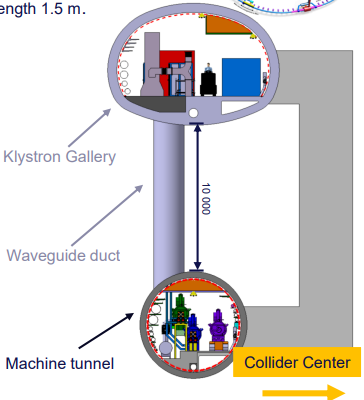 ength 1.5 m.
Klystron Gallery
10 000
Waveguide duct
Machine tunnel
Collider Center